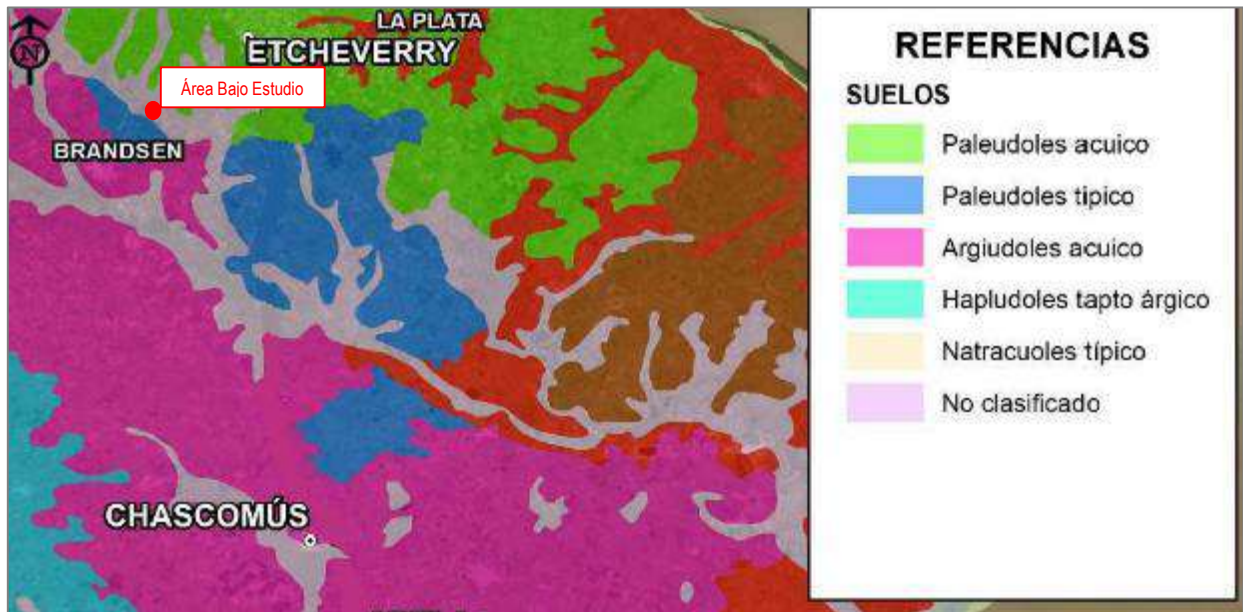 LA PLATA
N
ETCHEVERRY
Área Bajo Estudio
BRANDSEN
CHASCOMÚS
REFERENCIAS
SUELOS
Paleudoles acuico
Paleudoles tipico
Argiudoles acuico
Hapludoles tapto árgico
Natracuoles típico
No clasificado